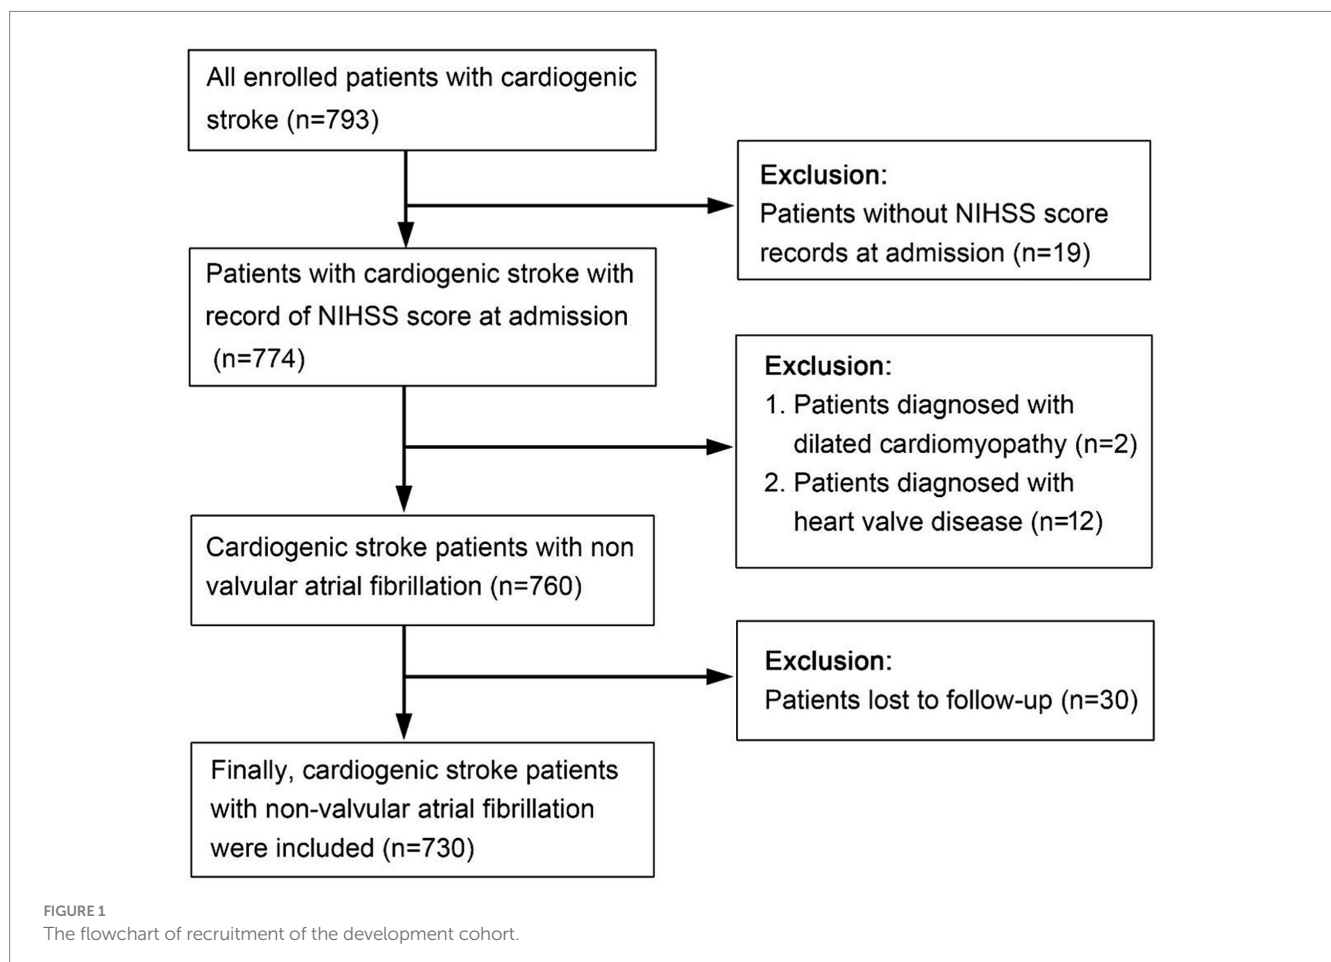 All enrolled patients with cardiogenic
stroke (n=793)
Exclusion:
Patients without NIHSS score
records at admission (n=19)
Patients with cardiogenic stroke with
record of NIHSS score at admission
(n=774)
Exclusion:
1. Patients diagnosed with
dilated cardiomyopathy (n=2)
2. Patients diagnosed with
heart valve disease (n=12)
Cardiogenic stroke patients with non
valvular atrial fibrillation (n=760)
Exclusion:
Patients lost to follow-up (n=30)
Finally, cardiogenic stroke patients
with non-valvular atrial fibrillation
were included (n=730)
FIGURE 1
The flowchart of recruitment of the development cohort.